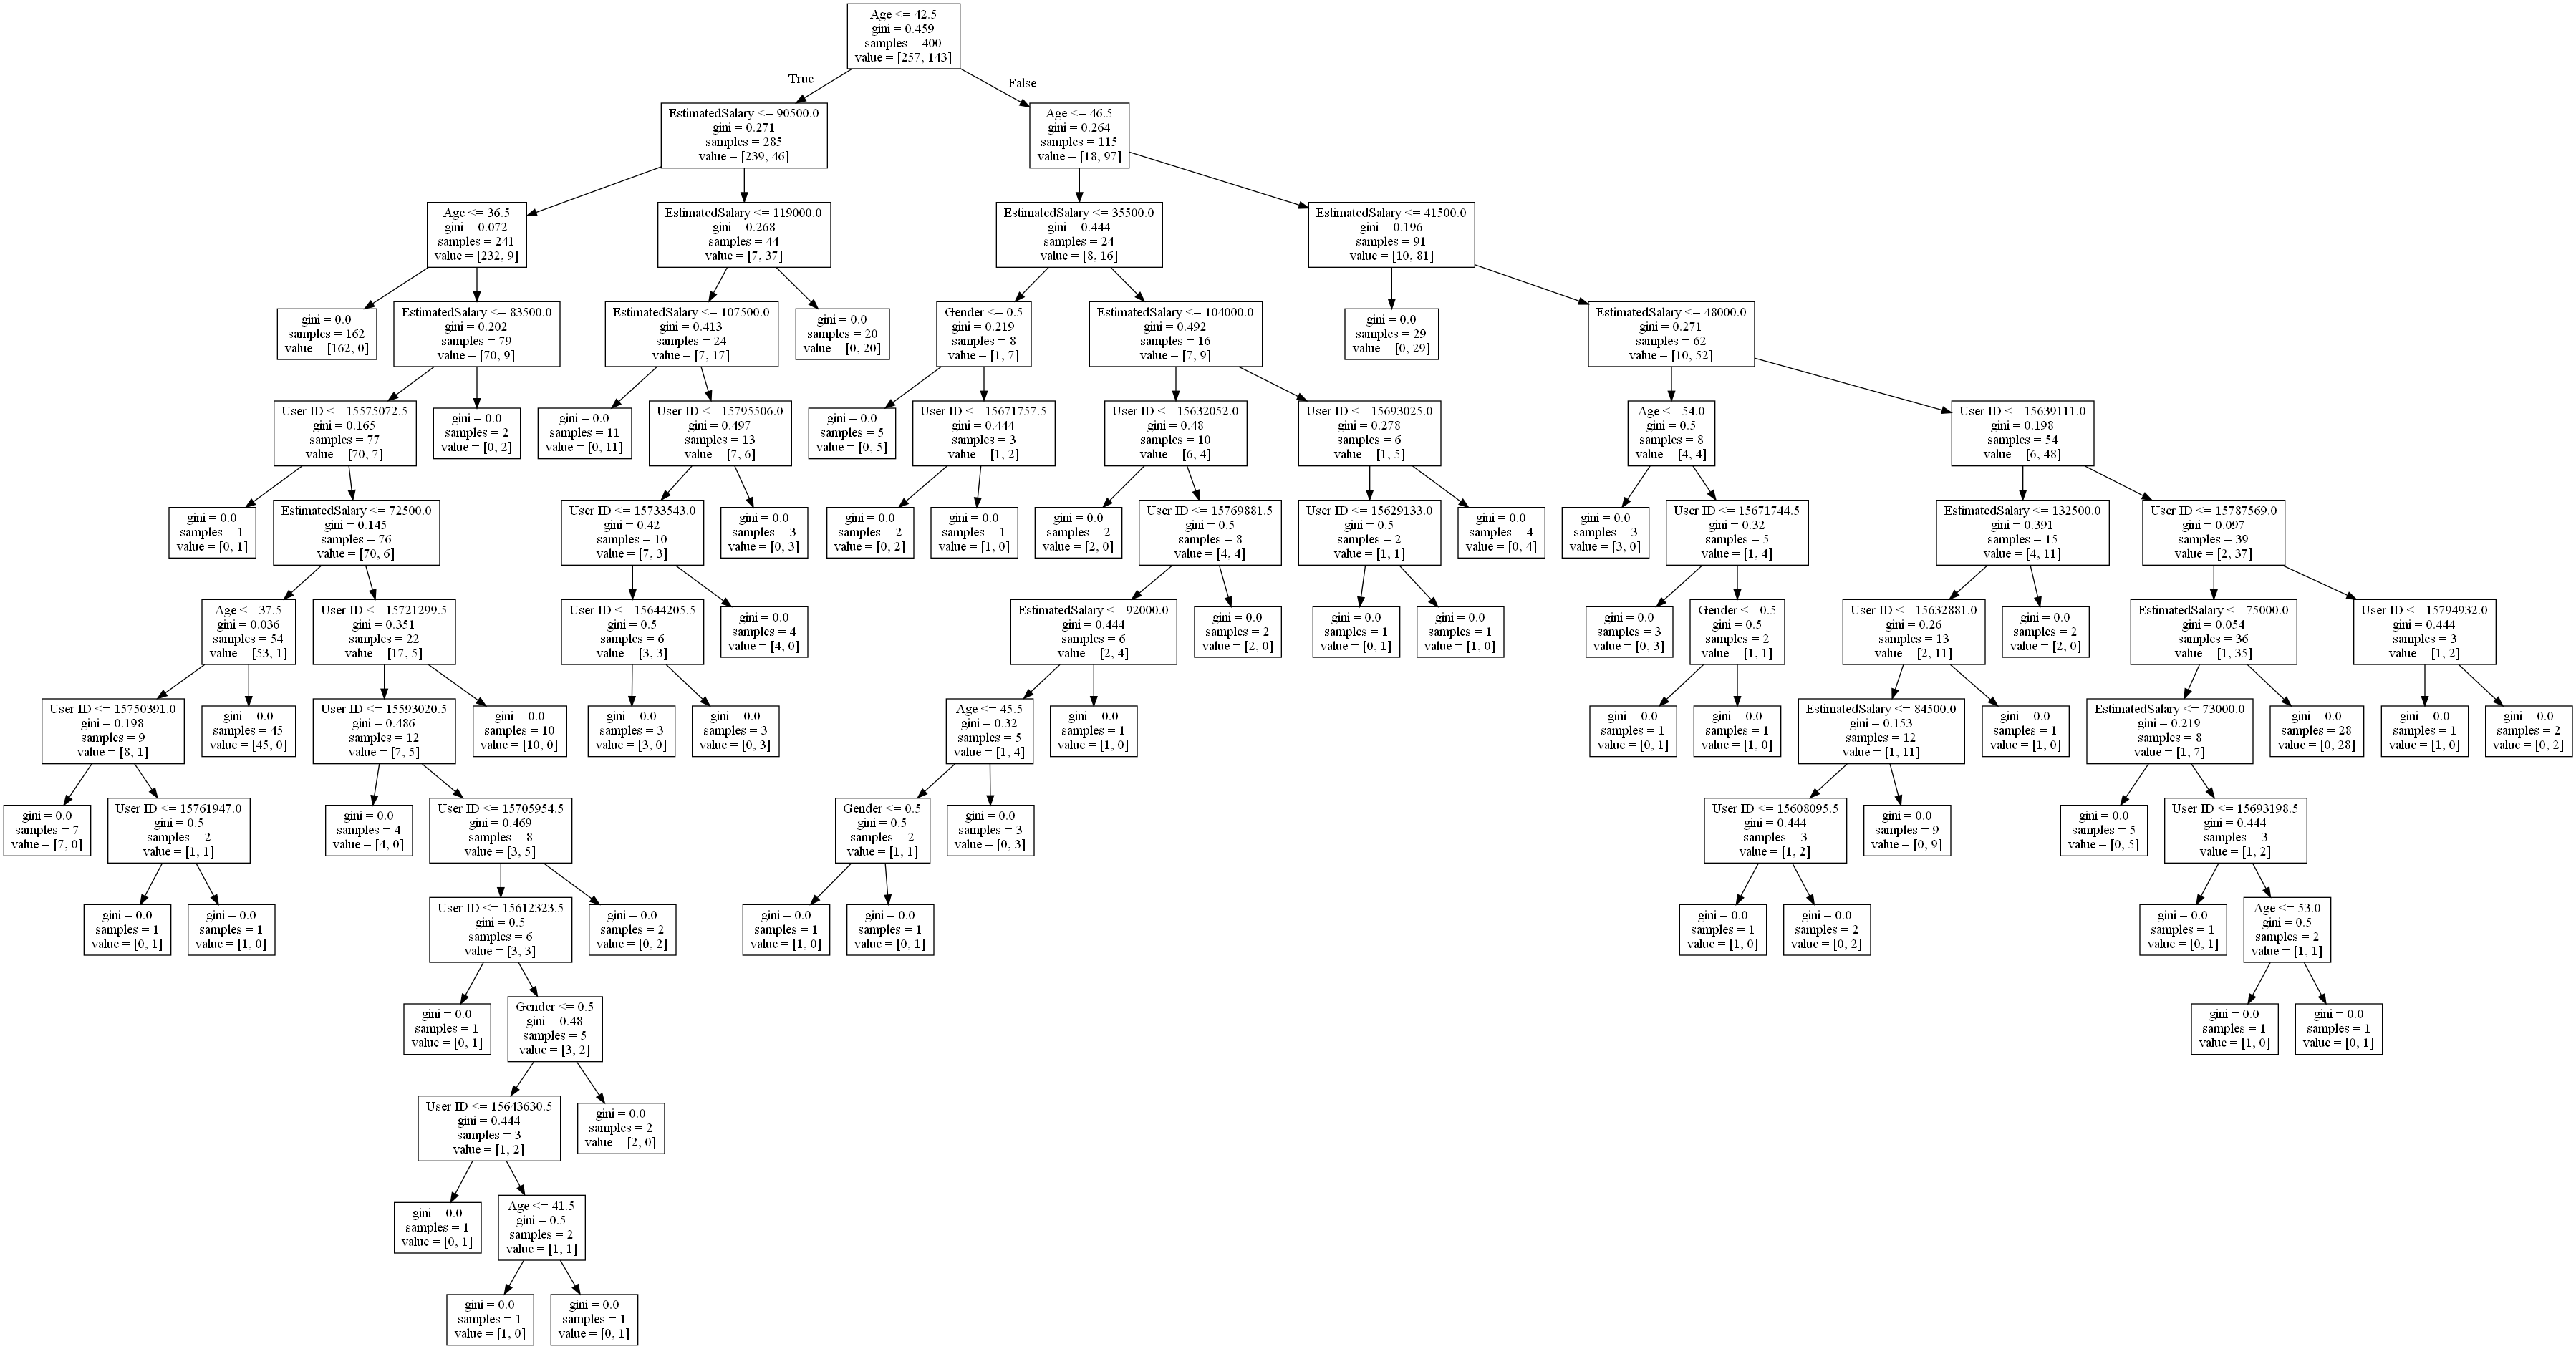 Age <= 42.5
gini = 0.459
samples = 400
value = [257, 143]
True
False
EstimatedSalary <= 90500.0
gini = 0.271
samples = 285
value = [239, 46]
Age <= 46.5
gini = 0.264
samples = 115
value = [18, 97]
Age <= 36.5
gini = 0.072
samples = 241
value = [232, 9]
EstimatedSalary <= 119000.0
gini = 0.268
samples = 44
value = [7, 37]
EstimatedSalary <= 35500.0
gini = 0.444
samples = 24
value = [8, 16]
EstimatedSalary <= 41500.0
gini = 0.196
samples = 91
value = [10, 81]
gini = 0.0
samples = 162
value = [162, 0]
EstimatedSalary <= 83500.0
gini = 0.202
samples = 79
value = [70, 9]
EstimatedSalary <= 107500.0
gini = 0.413
samples = 24
value = [7, 17]
gini = 0.0
samples = 20
value = [0, 20]
Gender <= 0.5
gini = 0.219
samples = 8
value = [1, 7]
EstimatedSalary <= 104000.0
gini = 0.492
samples = 16
value = [7, 9]
gini = 0.0
samples = 29
value = [0, 29]
EstimatedSalary <= 48000.0
gini = 0.271
samples = 62
value = [10, 52]
User ID <= 15575072.5
gini = 0.165
samples = 77
value = [70, 7]
gini = 0.0
samples = 2
value = [0, 2]
gini = 0.0
samples = 11
value = [0, 11]
User ID <= 15795506.0
gini = 0.497
samples = 13
value = [7, 6]
gini = 0.0
samples = 5
value = [0, 5]
User ID <= 15671757.5
gini = 0.444
samples = 3
value = [1, 2]
User ID <= 15632052.0
gini = 0.48
samples = 10
value = [6, 4]
User ID <= 15693025.0
gini = 0.278
samples = 6
value = [1, 5]
Age <= 54.0
gini = 0.5
samples = 8
value = [4, 4]
User ID <= 15639111.0
gini = 0.198
samples = 54
value = [6, 48]
gini = 0.0
samples = 1
value = [0, 1]
EstimatedSalary <= 72500.0
gini = 0.145
samples = 76
value = [70, 6]
User ID <= 15733543.0
gini = 0.42
samples = 10
value = [7, 3]
gini = 0.0
samples = 3
value = [0, 3]
gini = 0.0
samples = 2
value = [0, 2]
gini = 0.0
samples = 1
value = [1, 0]
gini = 0.0
samples = 2
value = [2, 0]
User ID <= 15769881.5
gini = 0.5
samples = 8
value = [4, 4]
User ID <= 15629133.0
gini = 0.5
samples = 2
value = [1, 1]
gini = 0.0
samples = 4
value = [0, 4]
gini = 0.0
samples = 3
value = [3, 0]
User ID <= 15671744.5
gini = 0.32
samples = 5
value = [1, 4]
EstimatedSalary <= 132500.0
gini = 0.391
samples = 15
value = [4, 11]
User ID <= 15787569.0
gini = 0.097
samples = 39
value = [2, 37]
Age <= 37.5
gini = 0.036
samples = 54
value = [53, 1]
User ID <= 15721299.5
gini = 0.351
samples = 22
value = [17, 5]
User ID <= 15644205.5
gini = 0.5
samples = 6
value = [3, 3]
gini = 0.0
samples = 4
value = [4, 0]
EstimatedSalary <= 92000.0
gini = 0.444
samples = 6
value = [2, 4]
gini = 0.0
samples = 2
value = [2, 0]
gini = 0.0
samples = 1
value = [0, 1]
gini = 0.0
samples = 1
value = [1, 0]
gini = 0.0
samples = 3
value = [0, 3]
Gender <= 0.5
gini = 0.5
samples = 2
value = [1, 1]
User ID <= 15632881.0
gini = 0.26
samples = 13
value = [2, 11]
gini = 0.0
samples = 2
value = [2, 0]
EstimatedSalary <= 75000.0
gini = 0.054
samples = 36
value = [1, 35]
User ID <= 15794932.0
gini = 0.444
samples = 3
value = [1, 2]
User ID <= 15750391.0
gini = 0.198
samples = 9
value = [8, 1]
gini = 0.0
samples = 45
value = [45, 0]
User ID <= 15593020.5
gini = 0.486
samples = 12
value = [7, 5]
gini = 0.0
samples = 10
value = [10, 0]
gini = 0.0
samples = 3
value = [3, 0]
gini = 0.0
samples = 3
value = [0, 3]
Age <= 45.5
gini = 0.32
samples = 5
value = [1, 4]
gini = 0.0
samples = 1
value = [1, 0]
gini = 0.0
samples = 1
value = [0, 1]
gini = 0.0
samples = 1
value = [1, 0]
EstimatedSalary <= 84500.0
gini = 0.153
samples = 12
value = [1, 11]
gini = 0.0
samples = 1
value = [1, 0]
EstimatedSalary <= 73000.0
gini = 0.219
samples = 8
value = [1, 7]
gini = 0.0
samples = 28
value = [0, 28]
gini = 0.0
samples = 1
value = [1, 0]
gini = 0.0
samples = 2
value = [0, 2]
gini = 0.0
samples = 7
value = [7, 0]
User ID <= 15761947.0
gini = 0.5
samples = 2
value = [1, 1]
gini = 0.0
samples = 4
value = [4, 0]
User ID <= 15705954.5
gini = 0.469
samples = 8
value = [3, 5]
Gender <= 0.5
gini = 0.5
samples = 2
value = [1, 1]
gini = 0.0
samples = 3
value = [0, 3]
User ID <= 15608095.5
gini = 0.444
samples = 3
value = [1, 2]
gini = 0.0
samples = 9
value = [0, 9]
gini = 0.0
samples = 5
value = [0, 5]
User ID <= 15693198.5
gini = 0.444
samples = 3
value = [1, 2]
gini = 0.0
samples = 1
value = [0, 1]
gini = 0.0
samples = 1
value = [1, 0]
User ID <= 15612323.5
gini = 0.5
samples = 6
value = [3, 3]
gini = 0.0
samples = 2
value = [0, 2]
gini = 0.0
samples = 1
value = [1, 0]
gini = 0.0
samples = 1
value = [0, 1]
gini = 0.0
samples = 1
value = [1, 0]
gini = 0.0
samples = 2
value = [0, 2]
gini = 0.0
samples = 1
value = [0, 1]
Age <= 53.0
gini = 0.5
samples = 2
value = [1, 1]
gini = 0.0
samples = 1
value = [0, 1]
Gender <= 0.5
gini = 0.48
samples = 5
value = [3, 2]
gini = 0.0
samples = 1
value = [1, 0]
gini = 0.0
samples = 1
value = [0, 1]
User ID <= 15643630.5
gini = 0.444
samples = 3
value = [1, 2]
gini = 0.0
samples = 2
value = [2, 0]
gini = 0.0
samples = 1
value = [0, 1]
Age <= 41.5
gini = 0.5
samples = 2
value = [1, 1]
gini = 0.0
samples = 1
value = [1, 0]
gini = 0.0
samples = 1
value = [0, 1]